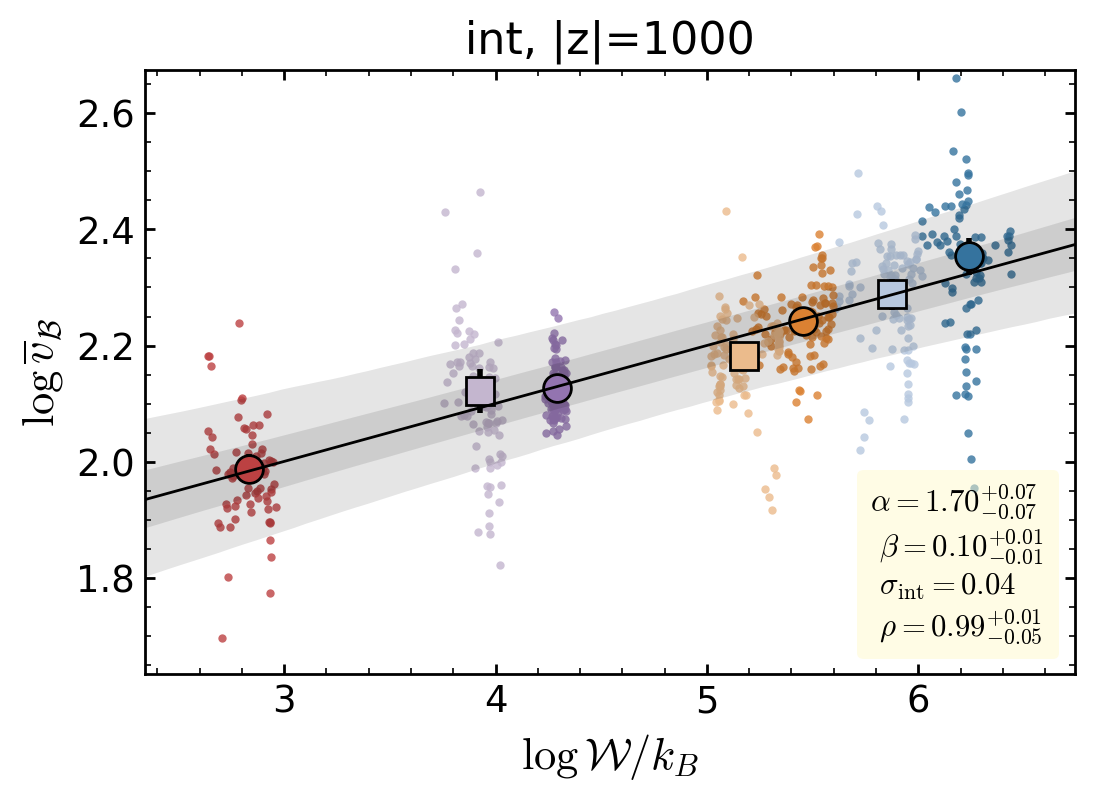 int, |z|=1000
2.6
2.4
2.2
2.0
1.8
log v̅_ℬ
α = 1.70^{+0.07}_{-0.07}
β = 0.10^{+0.01}_{-0.01}
σ_int = 0.04
ρ = 0.99^{+0.01}_{-0.05}
3 4 5 6
log 𝒲/k_B